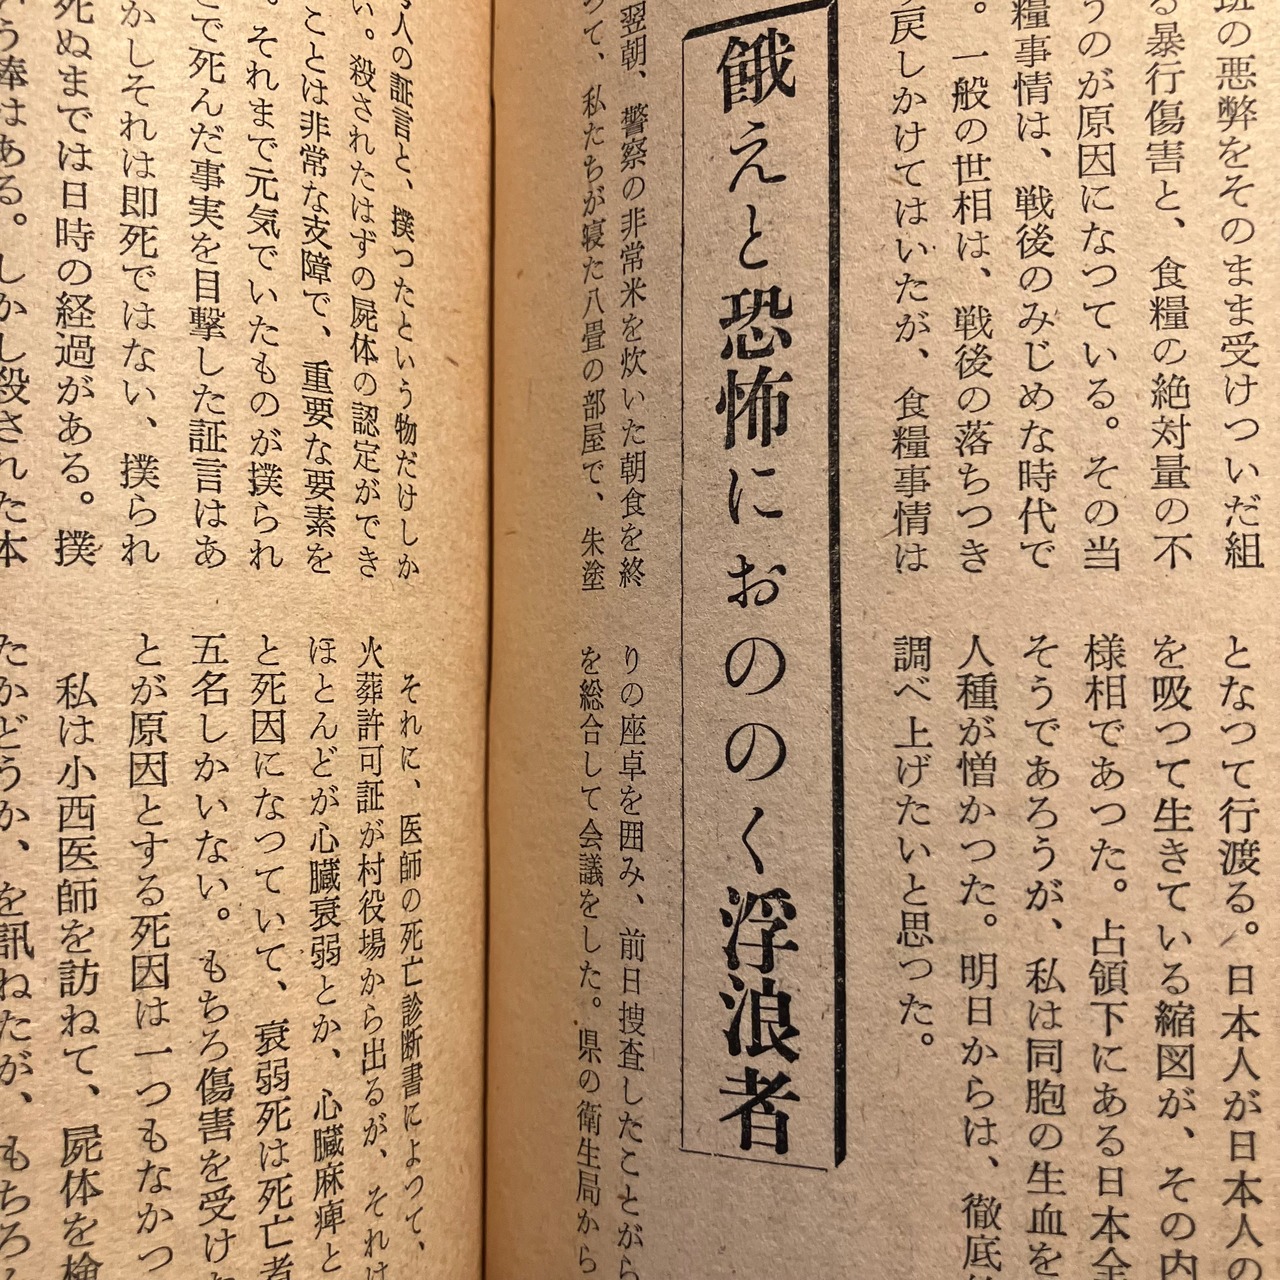 班の悪弊をそのまま受けついだ組
る暴行傷害と、食糧の絶対量の不
うのが原因になつている。その当
糧事情は、戦後のみじめな時代で
。一般の世相は、戦後の落ちつき
戻しかけてはいたが、食糧事情は
となつて行渡る。日本人が日本人の
を吸つて生きている縮図が、その内
様相であつた。占領下にある日本全
そうであろうが、私は同胞の生血を
人種が憎かつた。明日からは、徹底
調べ上げたいと思つた。
餓えと恐怖におののく浮浪者
翌朝、警察の非常米を炊いた朝食を終
つて、私たちが寝た八畳の部屋で、朱塗
りの座卓を囲み、前日捜査したことがら
を総合して会議をした。県の衛生局から
人の証言と、撲つたという物だけしか
い。殺されたはずの屍体の認定ができ
ことは非常な支障で、重要な要素を
。それまで元気でいたものが撲られ
で死んだ事実を目撃した証言はあ
かしそれは即死ではない、撲られ
死ぬまでは日時の経過がある。撲
う棒はある。しかし殺された本
それに、医師の死亡診断書によつて、
火葬許可証が村役場から出るが、それは
ほとんどが心臓衰弱とか、心臓麻痺と
と死因になつていて、衰弱死は死亡者
五名しかいない。もちろ傷害を受けた
とが原因とする死因は一つもなかつ
私は小西医師を訪ねて、屍体を検
たかどうか、を訊ねたが、もちろ